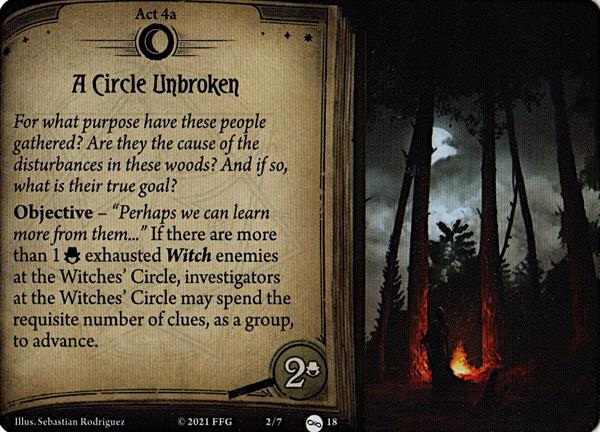 Act 4a
A Circle Unbroken
For what purpose have these people
gathered? Are they the cause of the
disturbances in these woods? And if so,
what is their true goal?
Objective – “Perhaps we can learn
more from them...” If there are more
than 1 exhausted Witch enemies
at the Witches’ Circle, investigators
at the Witches’ Circle may spend the
requisite number of clues, as a group,
to advance.
2
Illus. Sebastian Rodriguez © 2021 FFG 2/7 18